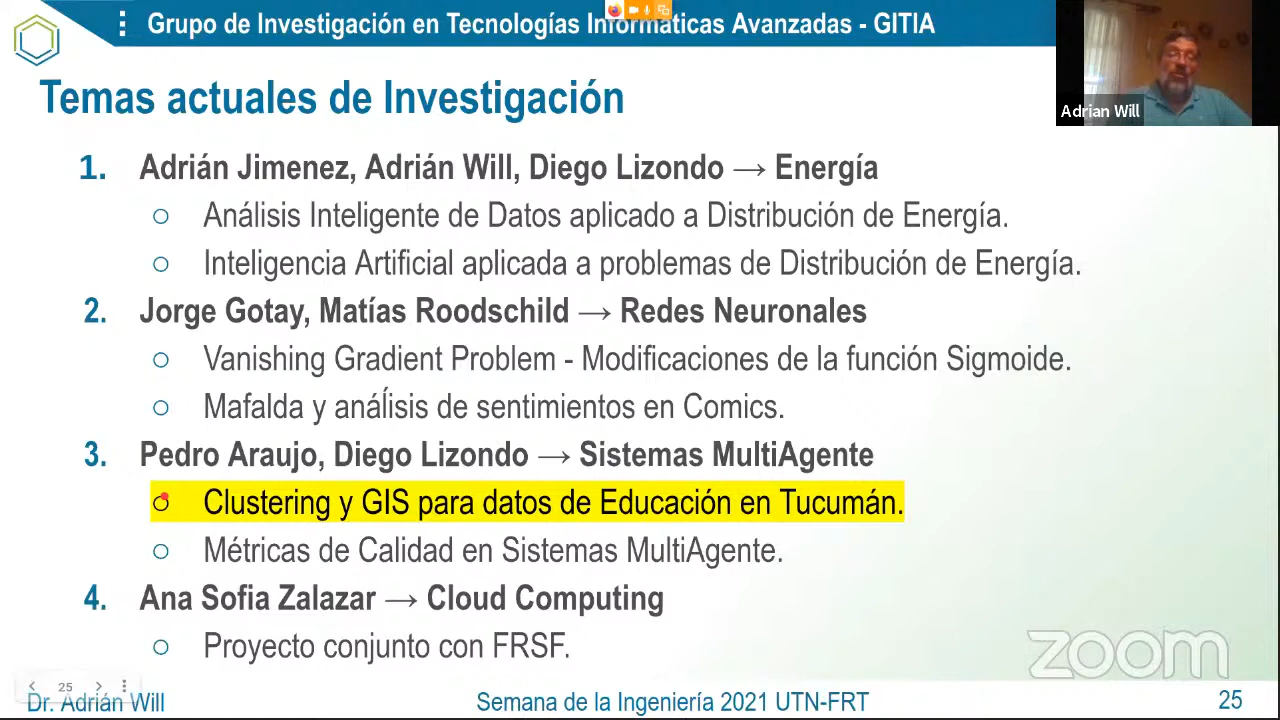 Grupo de Investigación en Tecnologías Informáticas Avanzadas - GITIA
Adrian Will
Temas actuales de Investigación
1. Adrián Jimenez, Adrián Will, Diego Lizondo → Energía
○ Análisis Inteligente de Datos aplicado a Distribución de Energía.
○ Inteligencia Artificial aplicada a problemas de Distribución de Energía.
2. Jorge Gotay, Matías Roodschild → Redes Neuronales
○ Vanishing Gradient Problem - Modificaciones de la función Sigmoide.
○ Mafalda y análisis de sentimientos en Comics.
3. Pedro Araujo, Diego Lizondo → Sistemas MultiAgente
○ Clustering y GIS para datos de Educación en Tucumán.
○ Métricas de Calidad en Sistemas MultiAgente.
4. Ana Sofia Zalazar → Cloud Computing
○ Proyecto conjunto con FRSF.
zoom
25
Dr. Adrián Will
Semana de la Ingeniería 2021 UTN-FRT
25